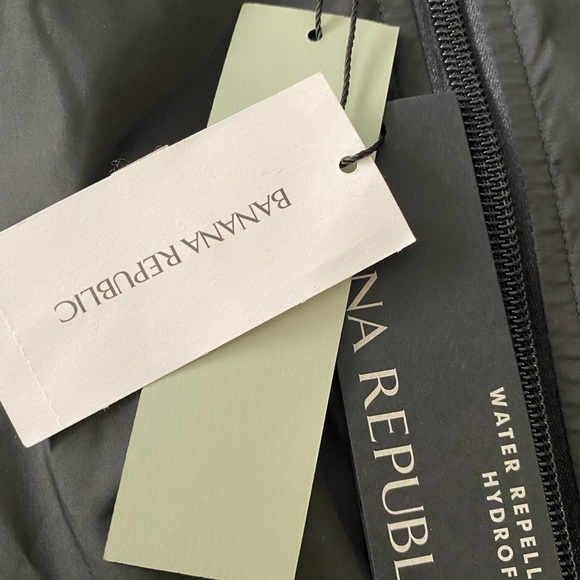 BANANA REPUBLIC
NA REPUBL
WATER REPELL
HYDROF